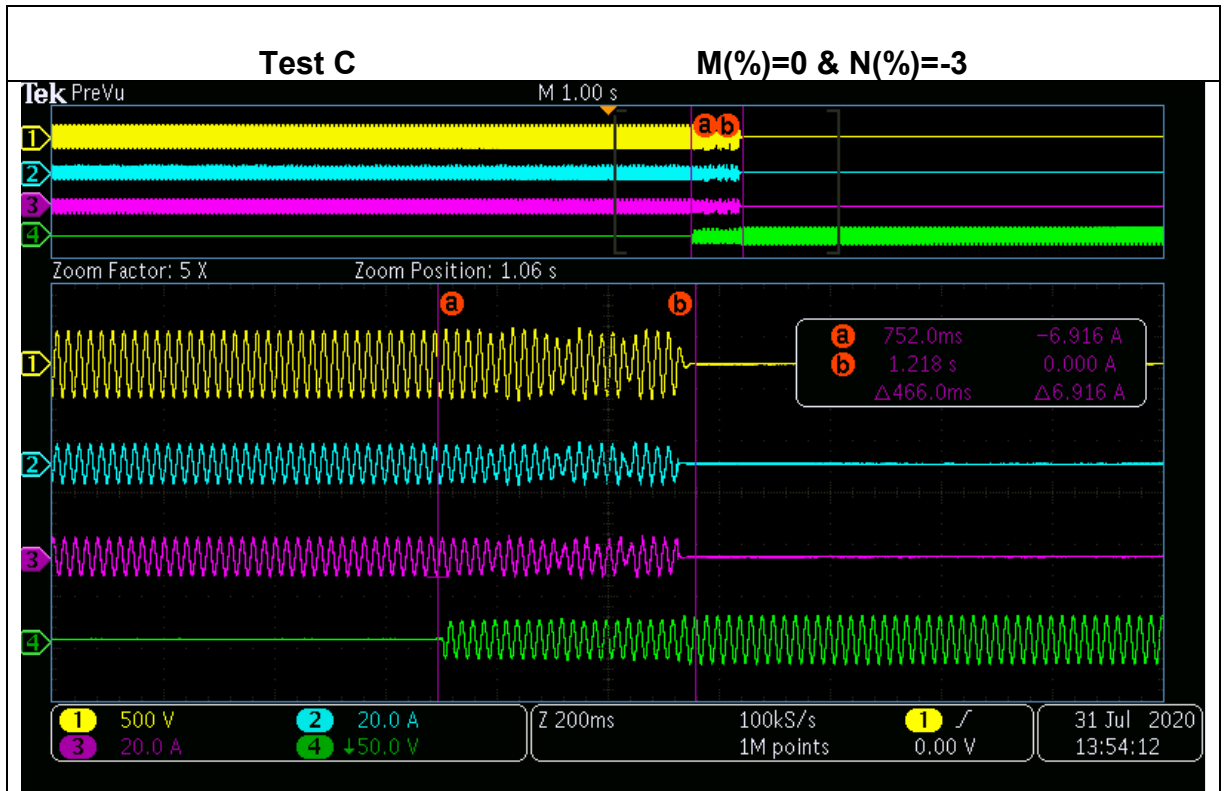 Test C M(%)=0 & N(%)=-3
Tek PreVu M 1.00 s
a b
1
2
3
4
Zoom Factor: 5 X Zoom Position: 1.06 s
a b
a 752.0ms -6.916 A
1
b 1.218 s 0.000 A
△466.0ms △6.916 A
2
3
4
1 500 V 2 20.0 A Z 200ms 100kS/s 1 31 Jul 2020
3 20.0 A 4 ↓50.0 V 1M points 0.00 V 13:54:12